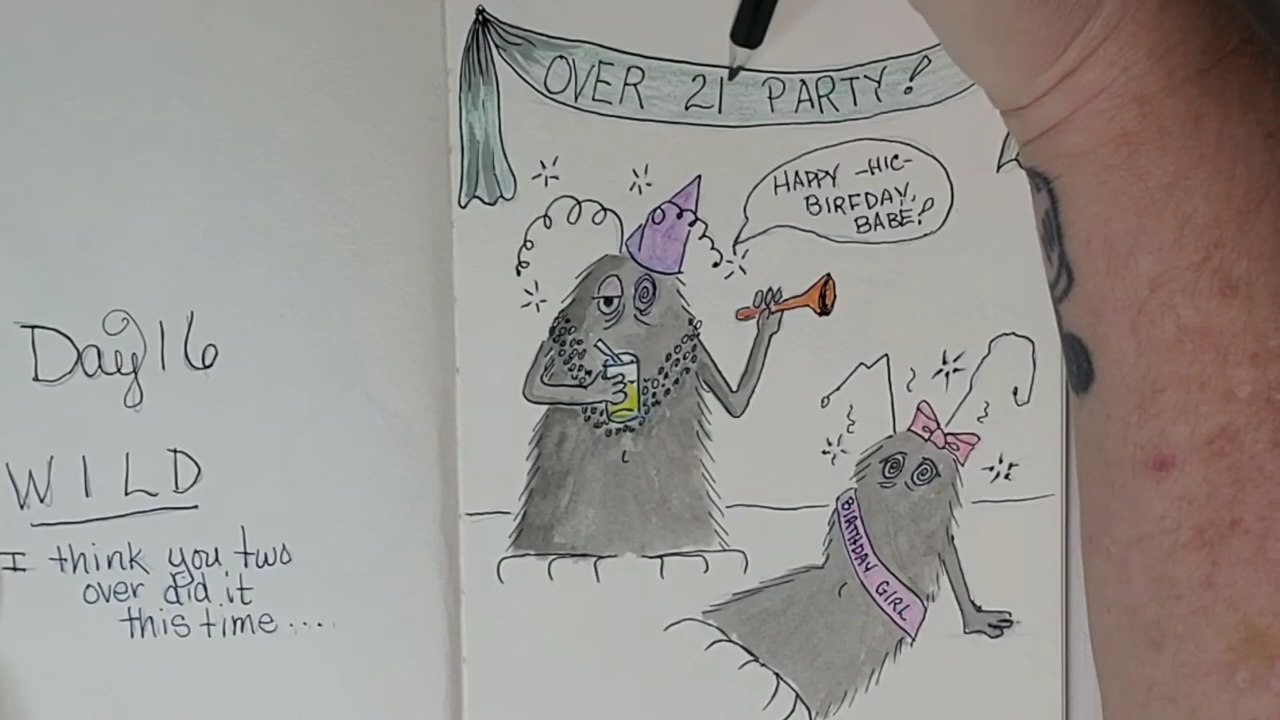 Day 16
WILD
I think you two
over did it
this time...
OVER 21 PARTY!
HAPPY -HIC-
BIRFDAY,
BABE!
BIRTHDAY GIRL